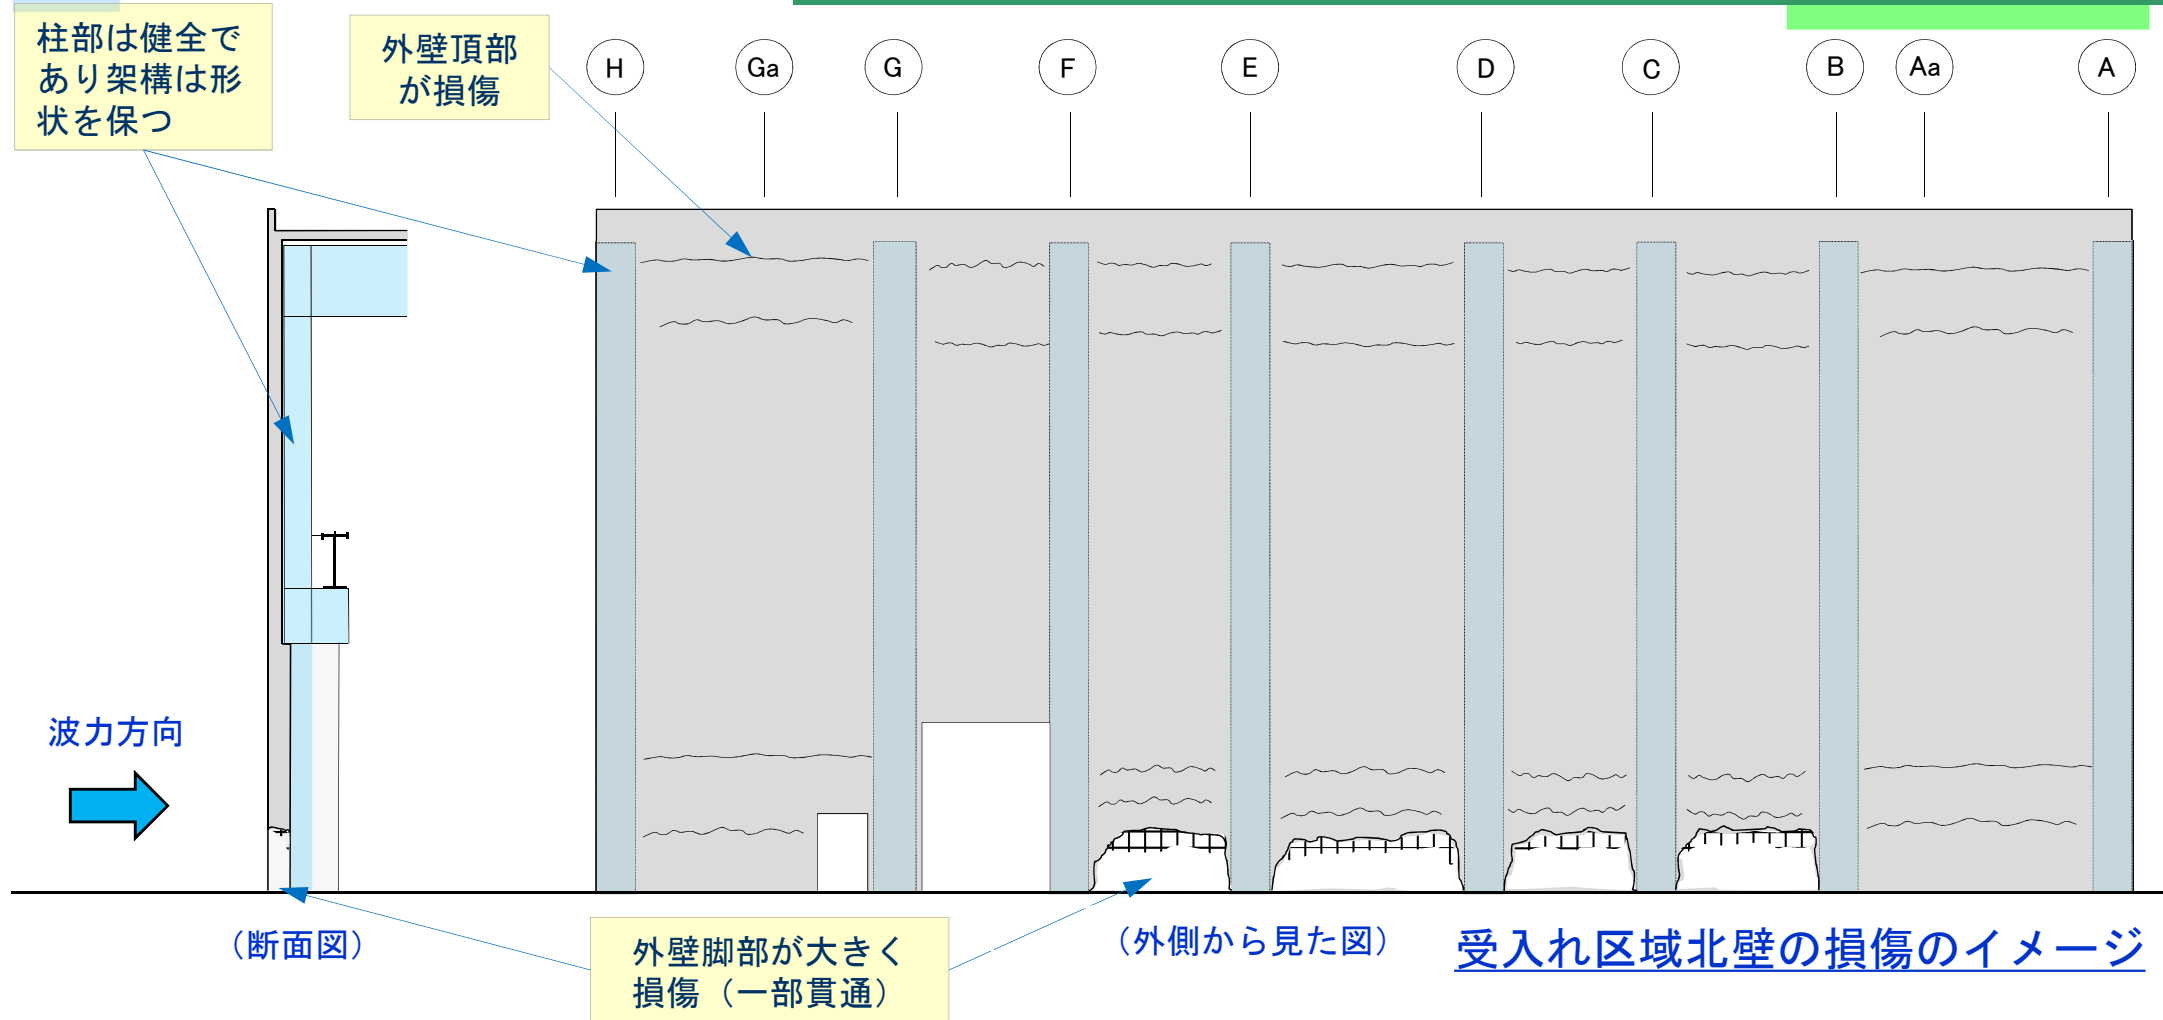 柱部は健全で
あり架構は形
状を保つ
外壁頂部
が損傷
H Ga G F E D C B Aa A
波力方向
（断面図）
外壁脚部が大きく
損傷（一部貫通）
（外側から見た図）
受入れ区域北壁の損傷のイメージ